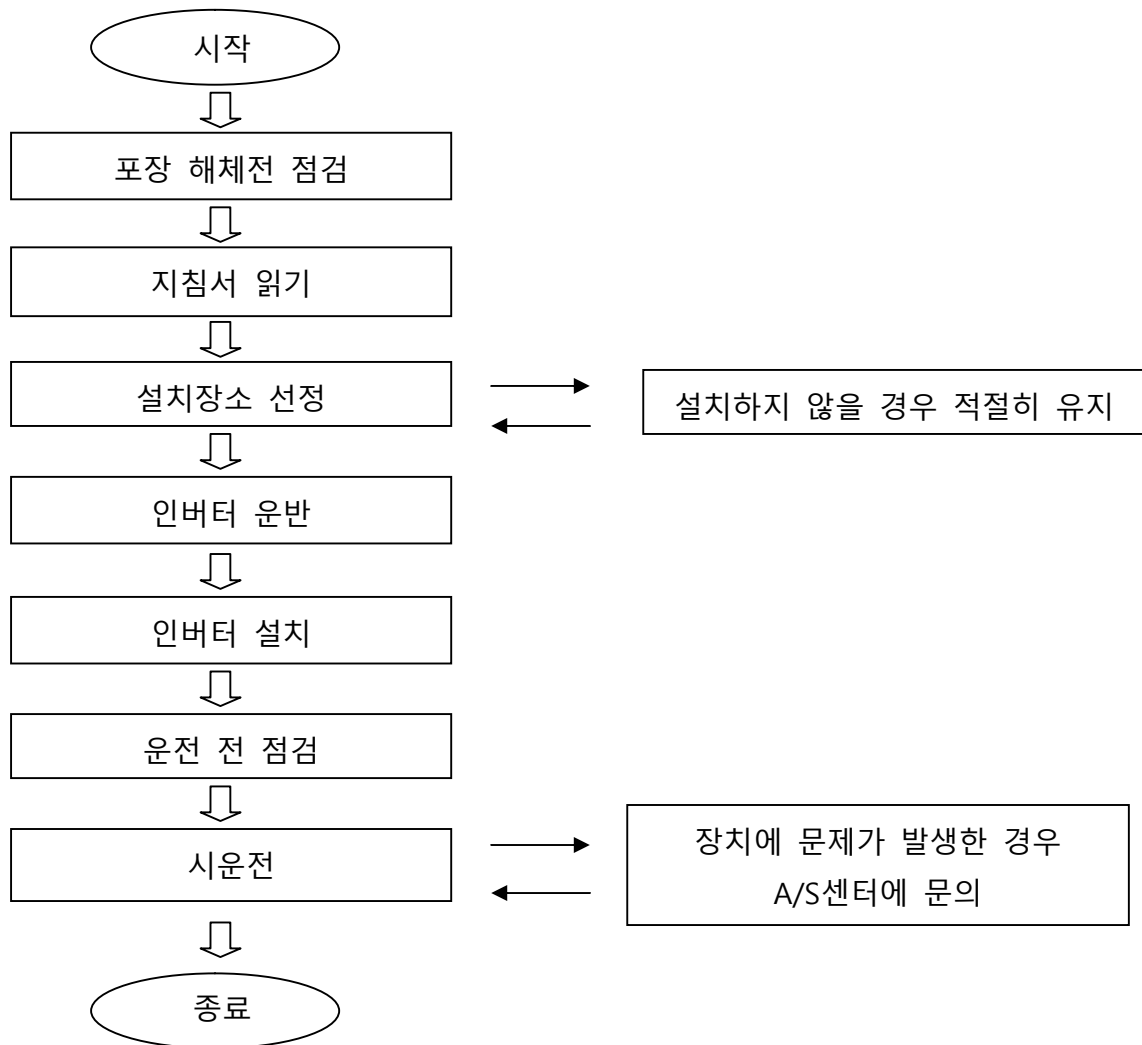 시작
포장 해체전 점검
지침서 읽기
설치장소 선정
설치하지 않을 경우 적절히 유지
인버터 운반
인버터 설치
운전 전 점검
시운전
장치에 문제가 발생한 경우
A/S센터에 문의
종료